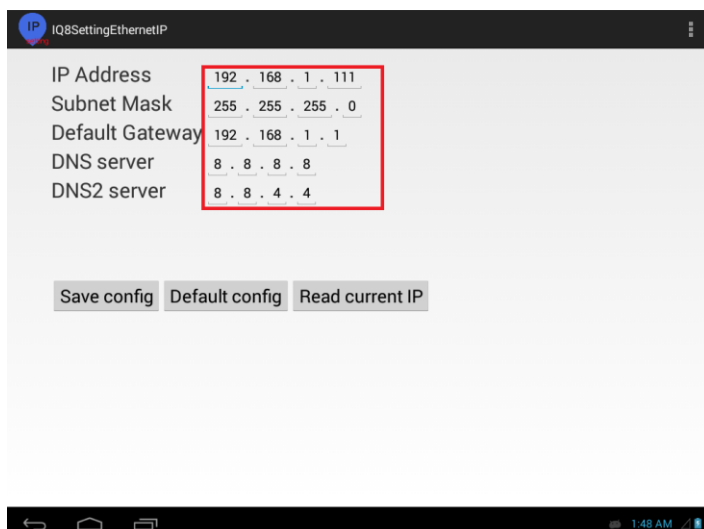 IP
setting
IQ8SettingEthernetIP
IP Address 192 . 168 . 1 . 111
Subnet Mask 255 . 255 . 255 . 0
Default Gateway 192 . 168 . 1 . 1
DNS server 8 . 8 . 8 . 8
DNS2 server 8 . 8 . 4 . 4
Save config Default config Read current IP
1:48 AM